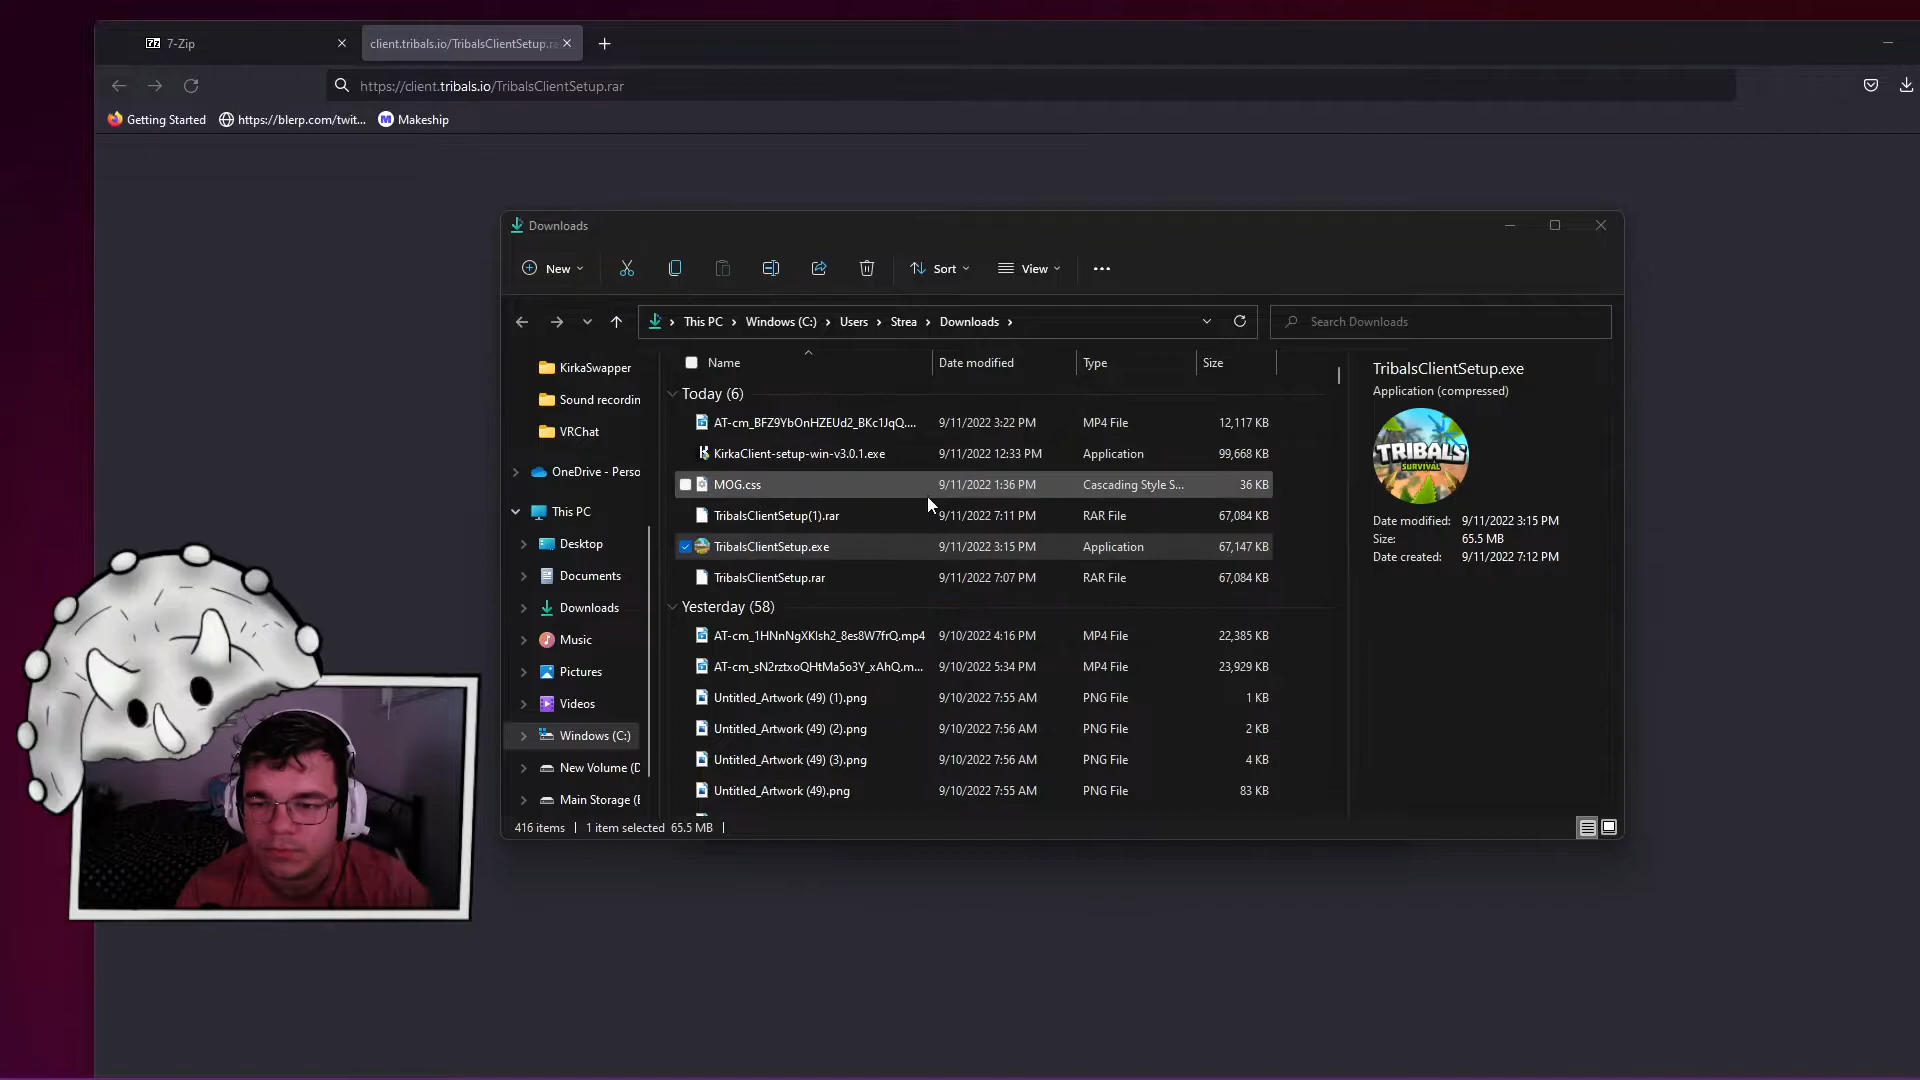 7-Zip
client.tribals.io/TribalsClientSetup.ra
https://client.tribals.io/TribalsClientSetup.rar
Getting Started
https://blerp.com/twit...
Makeship
Downloads
New
Sort
View
This PC
Windows (C:)
Users
Strea
Downloads
Search Downloads
Name
Date modified
Type
Size
KirkaSwapper
Sound recordin
VRChat
OneDrive - Perso
This PC
Desktop
Documents
Downloads
Music
Pictures
Videos
Windows (C:)
New Volume (D
Main Storage (E
Today (6)
AT-cm_BFZ9YbOnHZEUd2_BKc1JqQ.... 9/11/2022 3:22 PM MP4 File 12,117 KB
KirkaClient-setup-win-v3.0.1.exe 9/11/2022 12:33 PM Application 99,668 KB
MOG.css 9/11/2022 1:36 PM Cascading Style S... 36 KB
TribalsClientSetup(1).rar 9/11/2022 7:11 PM RAR File 67,084 KB
TribalsClientSetup.exe 9/11/2022 3:15 PM Application 67,147 KB
TribalsClientSetup.rar 9/11/2022 7:07 PM RAR File 67,084 KB
Yesterday (58)
AT-cm_1HNnNgXKlsh2_8es8W7frQ.mp4 9/10/2022 4:16 PM MP4 File 22,385 KB
AT-cm_sN2rztxoQHtMa5o3Y_xAhQ.m... 9/10/2022 5:34 PM MP4 File 23,929 KB
Untitled_Artwork (49) (1).png 9/10/2022 7:55 AM PNG File 1 KB
Untitled_Artwork (49) (2).png 9/10/2022 7:56 AM PNG File 2 KB
Untitled_Artwork (49) (3).png 9/10/2022 7:56 AM PNG File 4 KB
Untitled_Artwork (49).png 9/10/2022 7:55 AM PNG File 83 KB
TribalsClientSetup.exe
Application (compressed)
TRIBALS
SURVIVAL
Date modified: 9/11/2022 3:15 PM
Size: 65.5 MB
Date created: 9/11/2022 7:12 PM
416 items
1 item selected 65.5 MB